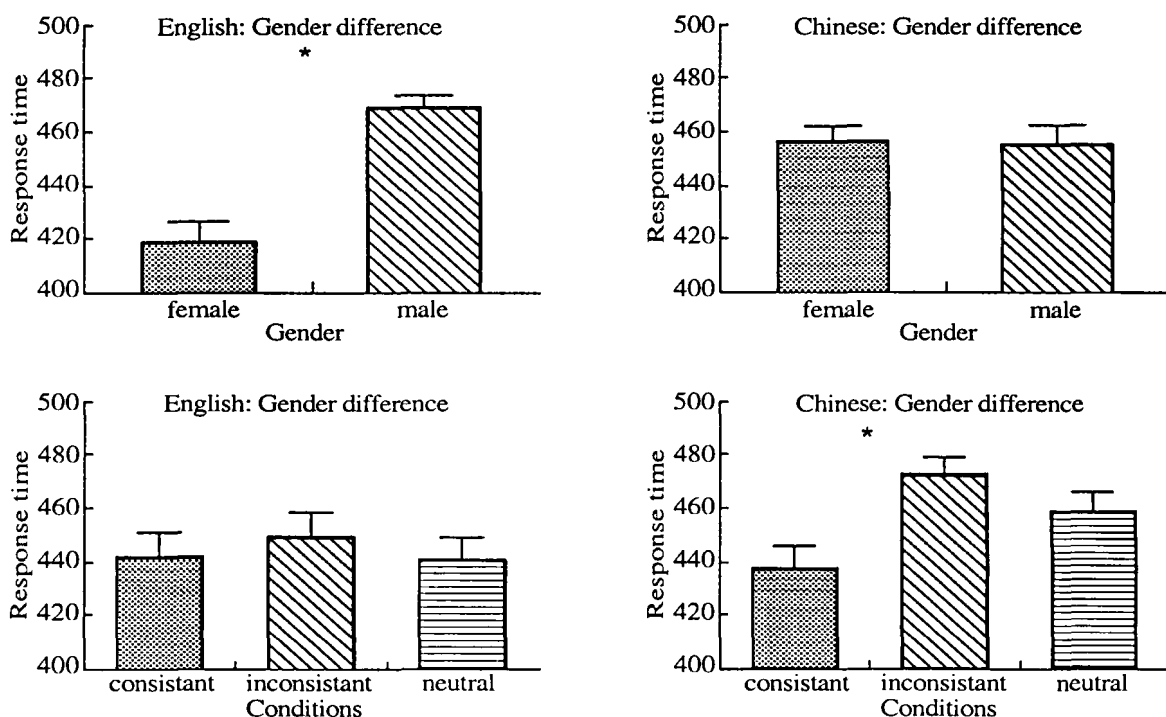 English: Gender difference
*
Response time
500
480
460
440
420
400
female
male
Gender
Chinese: Gender difference
Response time
500
480
460
440
420
400
female
male
Gender
English: Gender difference
Response time
500
480
460
440
420
400
consistant
inconsistant
neutral
Conditions
Chinese: Gender difference
*
Response time
500
480
460
440
420
400
consistant
inconsistant
neutral
Conditions